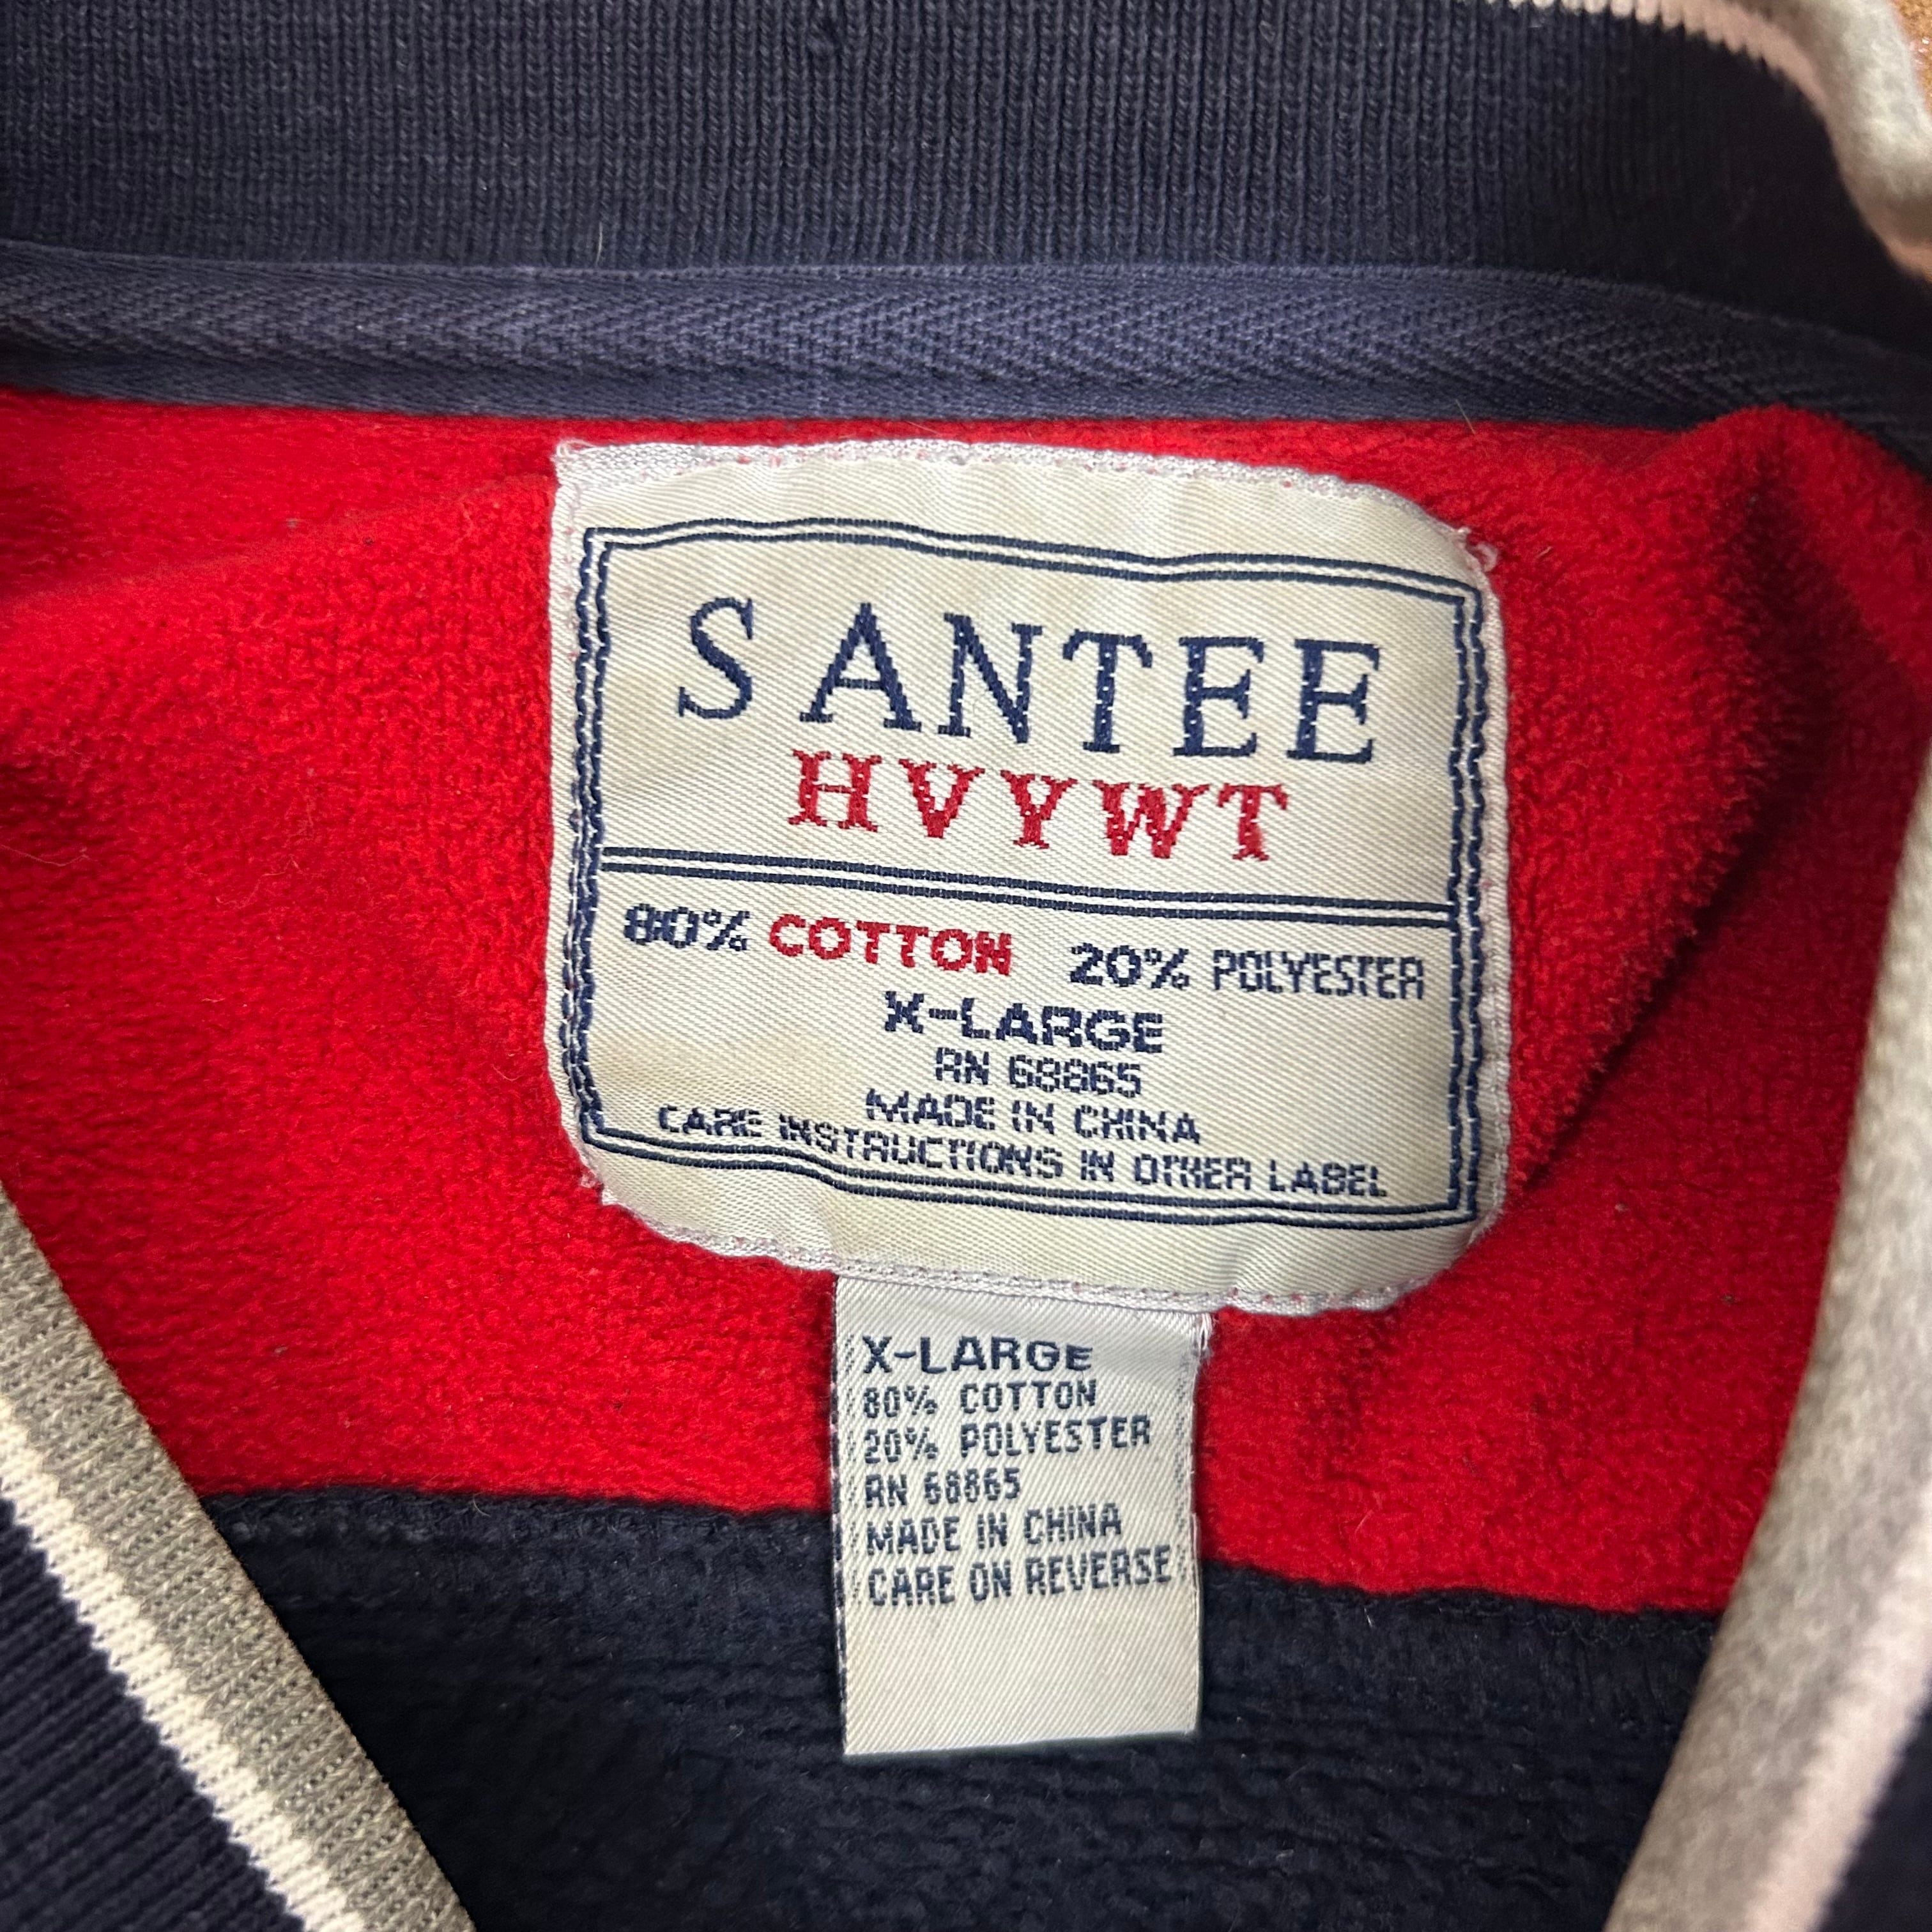 SANTEE
HVYWT
80% COTTON 20% POLYESTER
X-LARGE
RN 68865
MADE IN CHINA
CARE INSTRUCTIONS IN OTHER LABEL
X-LARGE
80% COTTON
20% POLYESTER
RN 68865
MADE IN CHINA
CARE ON REVERSE